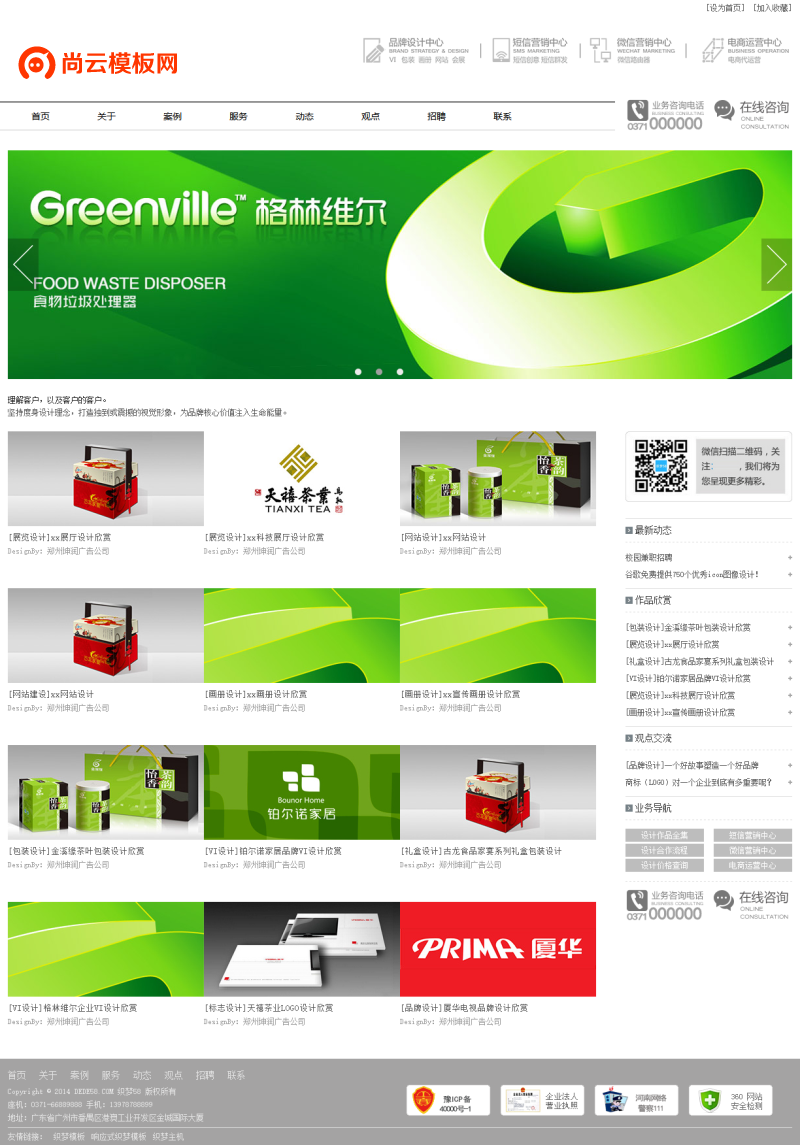 [设为首页] [加入收藏]
尚云模板网
品牌设计中心
BRAND STRATEGY & DESIGN
VI 包装 画册 网站 会展
短信营销中心
SMS MARKETING
短信创意 短信群发
微信营销中心
WECHAT MARKETING
微信路由器
电商运营中心
BUSINESS OPERATION
电商代运营
首页 关于 案例 服务 动态 观点 招聘 联系
业务咨询电话
BUSINESS CONSULTING
0371 000000
在线咨询
ONLINE
CONSULTATION
Greenville™ 格林维尔
FOOD WASTE DISPOSER
食物垃圾处理器
理解客户，以及客户的客户。
坚持度身设计理念，打造独到或震撼的视觉形象，为品牌核心价值注入生命能量。
天禧茶业
TIANXI TEA
怡香茶韵
[展览设计]xx展厅设计欣赏
DesignBy: 郑州坤润广告公司
[展览设计]xx科技展厅设计欣赏
DesignBy: 郑州坤润广告公司
[网站设计]xx网站设计
DesignBy: 郑州坤润广告公司
[网站建设]xx网站设计
DesignBy: 郑州坤润广告公司
[画册设计]xx画册设计欣赏
DesignBy: 郑州坤润广告公司
[画册设计]xx宣传画册设计欣赏
DesignBy: 郑州坤润广告公司
怡香茶韵
Bounor Home
铂尔诺家居
[包装设计]金溪缘茶叶包装设计欣赏
DesignBy: 郑州坤润广告公司
[VI设计]铂尔诺家居品牌VI设计欣赏
DesignBy: 郑州坤润广告公司
[礼盒设计]古龙食品家宴系列礼盒包装设计
DesignBy: 郑州坤润广告公司
PRIMA 厦华
[VI设计]格林维尔企业VI设计欣赏
DesignBy: 郑州坤润广告公司
[标志设计]天禧茶业LOGO设计欣赏
DesignBy: 郑州坤润广告公司
[品牌设计]厦华电视品牌设计欣赏
DesignBy: 郑州坤润广告公司
微信扫描二维码，关
注: ，我们将为
您呈现更多精彩。
最新动态
校园兼职招聘 +
谷歌免费提供750个优秀icon图像设计! +
作品欣赏
[包装设计]金溪缘茶叶包装设计欣赏 +
[展览设计]xx展厅设计欣赏 +
[礼盒设计]古龙食品家宴系列礼盒包装设计 +
[VI设计]铂尔诺家居品牌VI设计欣赏 +
[展览设计]xx科技展厅设计欣赏 +
[画册设计]xx宣传画册设计欣赏 +
观点交流
[品牌设计]一个好故事塑造一个好品牌 +
商标（LOGO）对一个企业到底有多重要呢? +
业务导航
设计作品全集 短信营销中心
设计合作流程 微信营销中心
设计价格查询 电商运营中心
业务咨询电话
BUSINESS CONSULTING
0371 000000
在线咨询
ONLINE
CONSULTATION
首页 关于 案例 服务 动态 观点 招聘 联系
Copyright © 2014 DEDE58.COM 织梦58 版权所有
座机: 0371-66889888 手机: 13978788899
地址: 广东省广州市番禺区港贸工业开发区金城国际大厦
豫ICP备
40000号-1
企业法人
营业执照
河南网络
警察111
360 网站
安全检测
友情链接: 织梦模板 响应式织梦模板 织梦主机